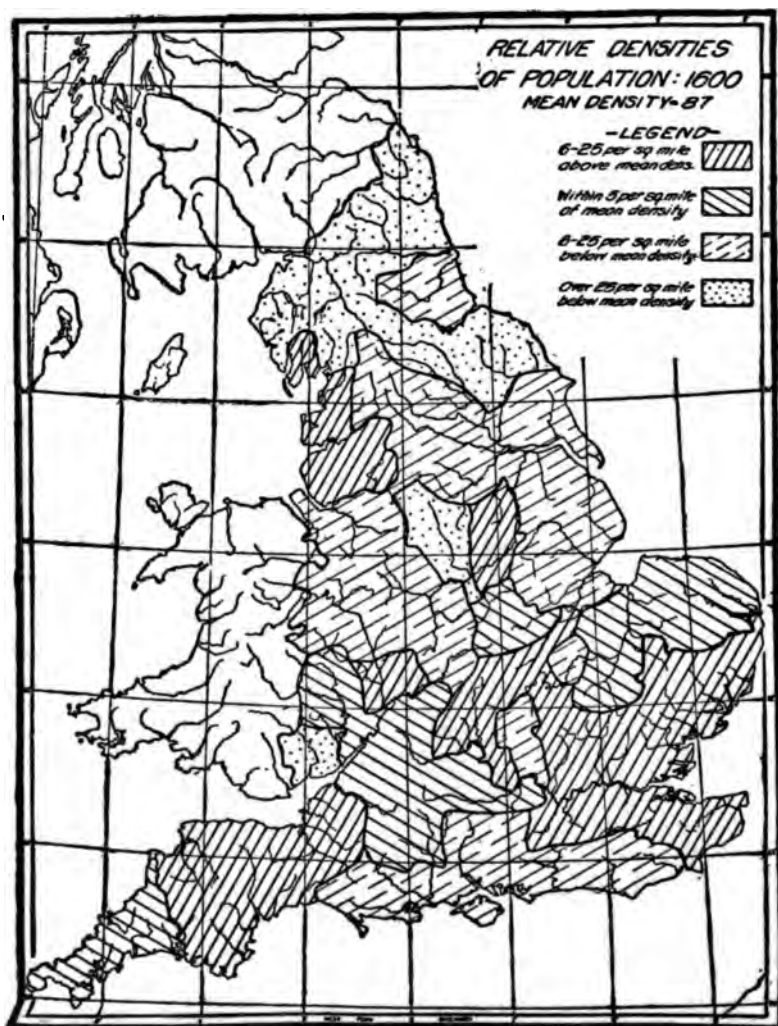 RELATIVE DENSITIES
OF POPULATION: 1600
MEAN DENSITY=87
-LEGEND-
6-25 per sq mile
above mean dens.
Within 5 per sq mile
of mean density
6-25 per sq. mile
below mean density
Over 25 per sq mile
below mean density